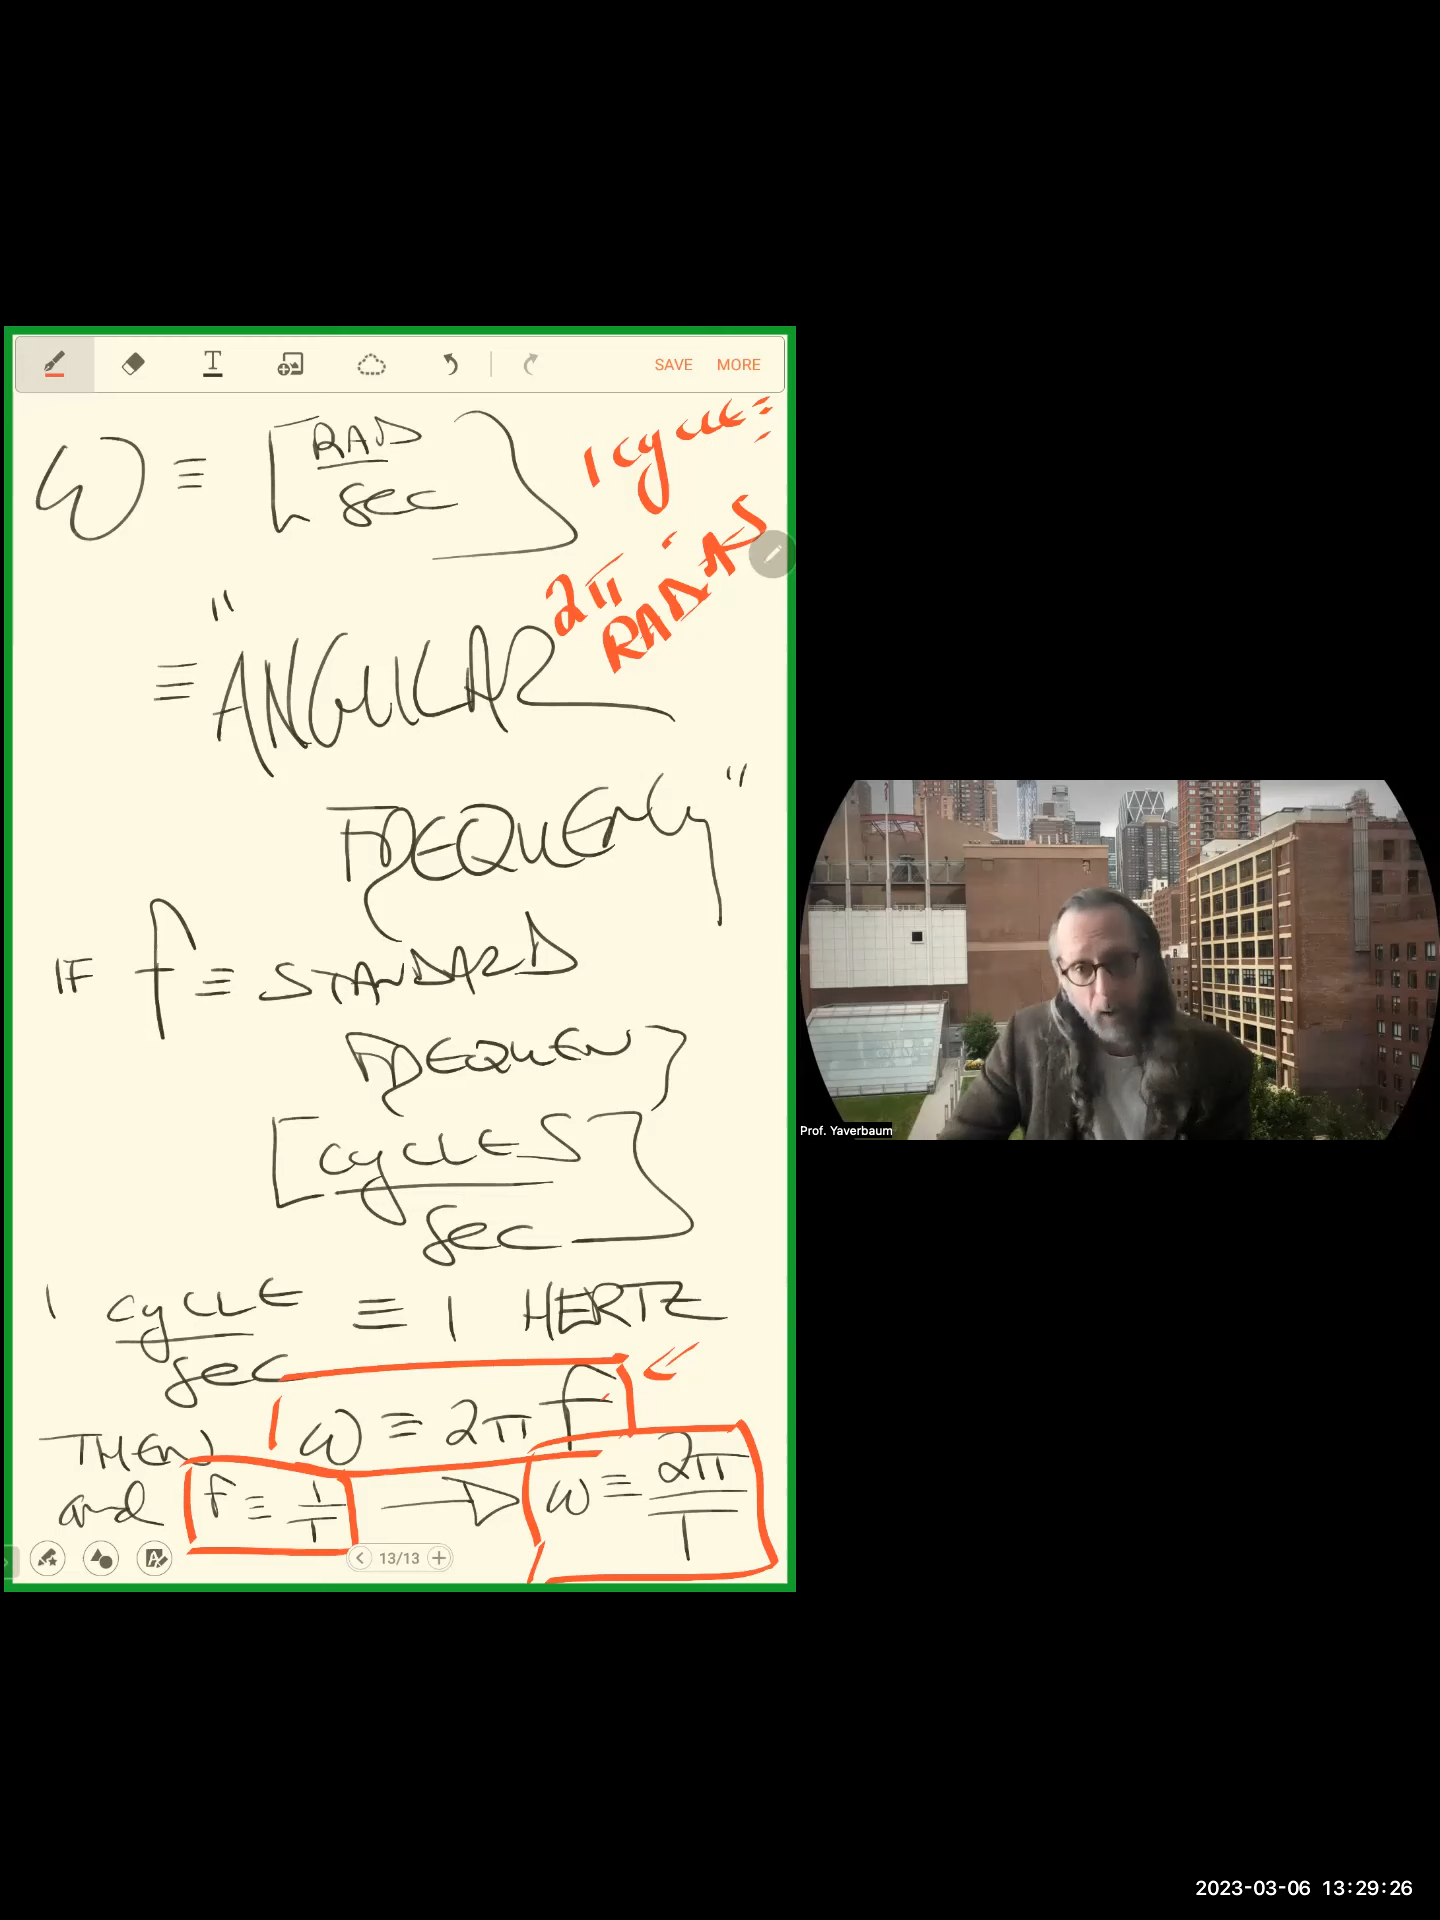 SAVE MORE
ω ≡ [RAD/sec]
1 cycle =
2π RADIANS
≡ "ANGULAR
FREQUENCY"
IF f ≡ STANDARD
FREQUENCY
[cycles/sec]
1 cycle/sec ≡ 1 HERTZ
THEN ω ≡ 2π f
and f ≡ 1/T → ω ≡ 2π/T
13/13
Prof. Yaverbaum
2023-03-06 13:29:26